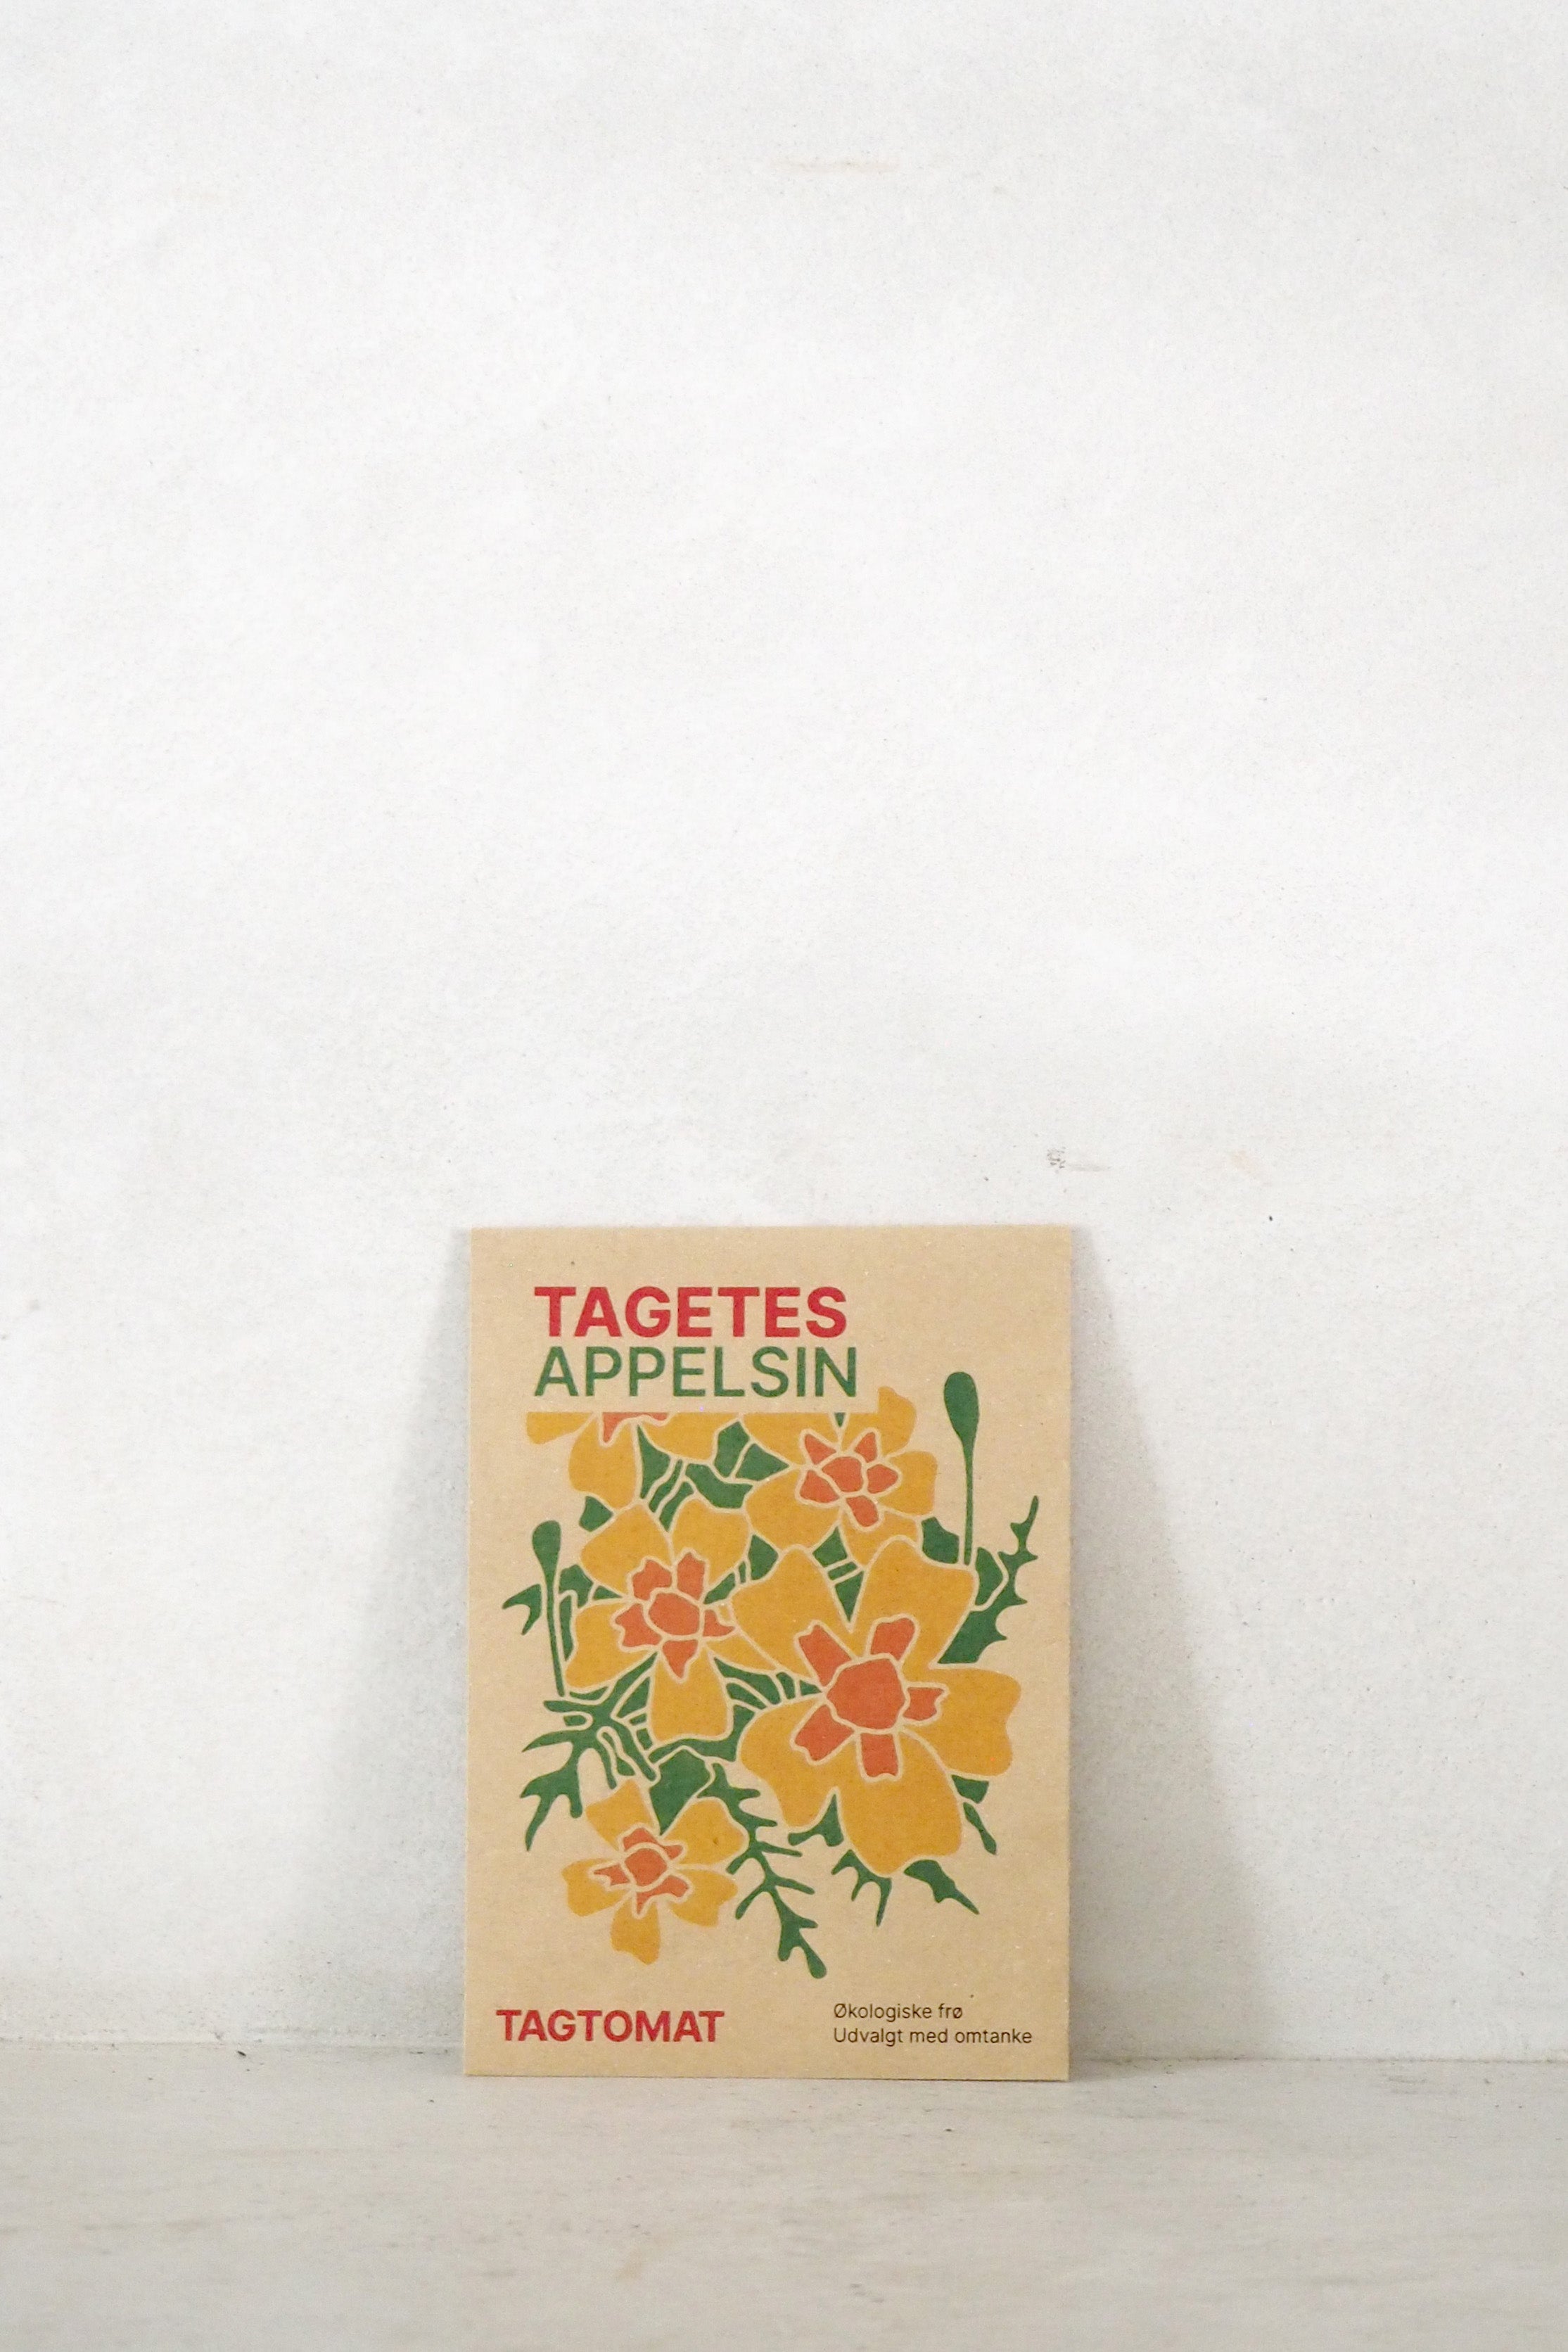 TAGETES
APPELSIN
TAGTOMAT
Økologiske frø
Udvalgt med omtanke